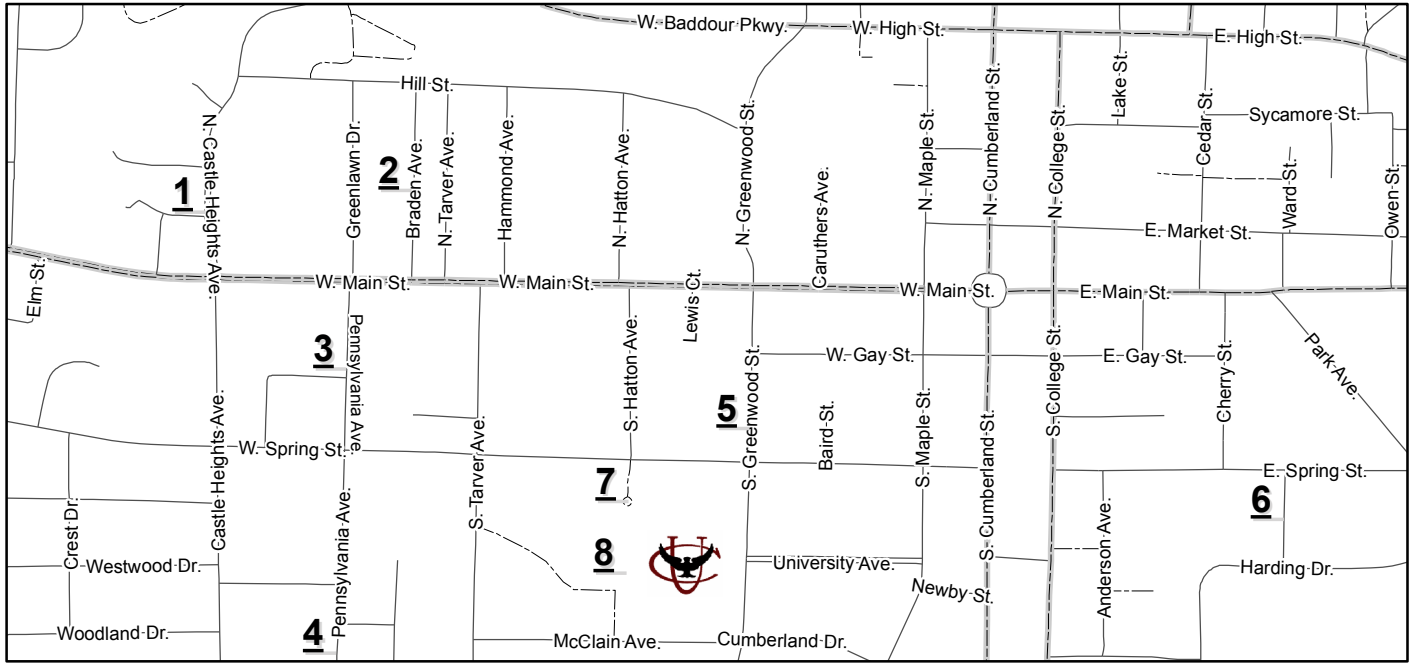 W. Baddour Pkwy.
W. High St.
E. High St.
Hill St.
Lake St.
Sycamore St.
N. Castle Heights Ave.
Greenlawn Dr.
Braden Ave.
N. Tarver Ave.
Hammond Ave.
N. Hatton Ave.
N. Greenwood St.
Caruthers Ave.
N. Maple St.
N. Cumberland St.
N. College St.
Cedar St.
Ward St.
Owen St.
1
2
E. Market St.
Elm St.
W. Main St.
W. Main St.
Lewis Ct.
W. Main St.
E. Main St.
3
Pennsylvania Ave.
S. Hatton Ave.
W. Gay St.
E. Gay St.
S. College St.
Cherry St.
Park Ave.
5
S. Greenwood St.
Baird St.
S. Maple St.
S. Cumberland St.
Castle Heights Ave.
W. Spring St.
S. Tarver Ave.
E. Spring St.
7
6
Crest Dr.
Pennsylvania Ave.
Anderson Ave.
8
CU
Westwood Dr.
University Ave.
Harding Dr.
Newby St.
Woodland Dr.
4
McClain Ave.
Cumberland Dr.